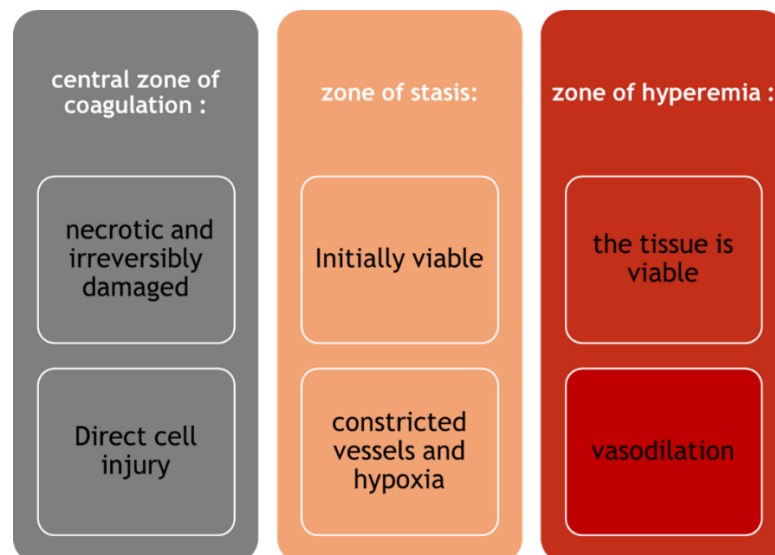 central zone of
coagulation :
necrotic and
irreversibly
damaged
Direct cell
injury
zone of stasis:
Initially viable
constricted
vessels and
hypoxia
zone of hyperemia :
the tissue is
viable
vasodilation